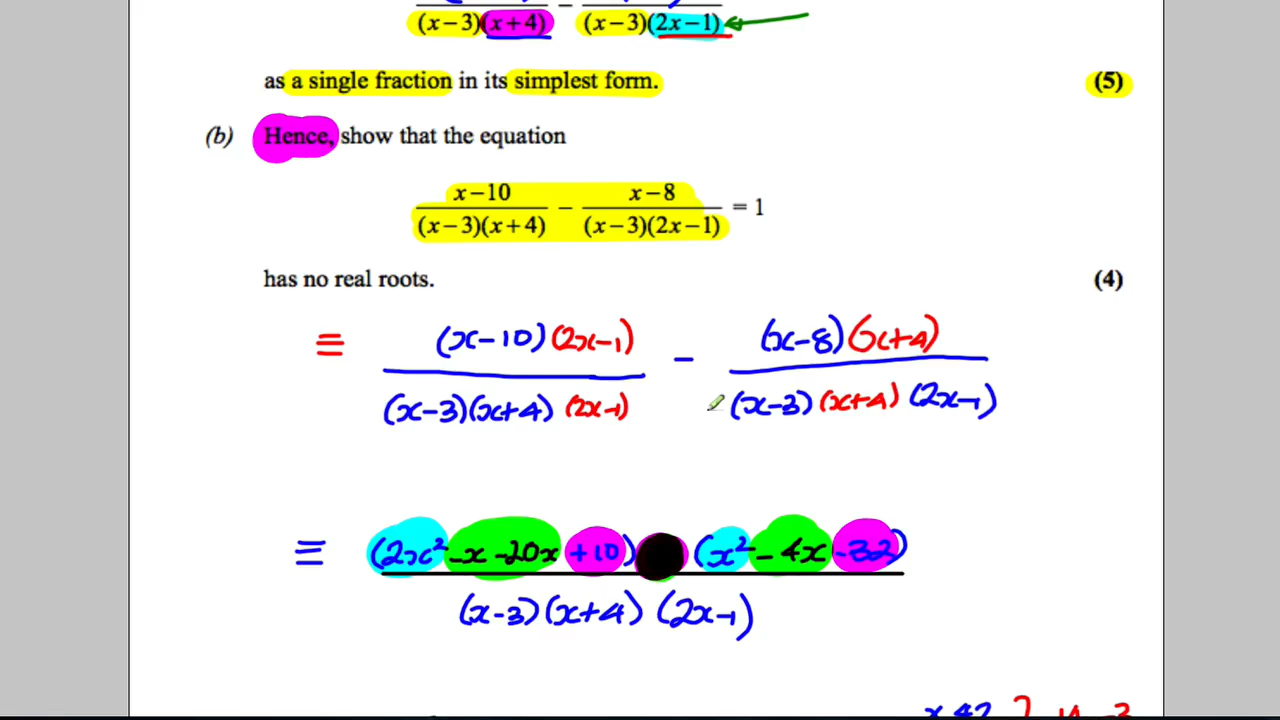 (x−3)(x+4) − (x−3)(2x−1)
as a single fraction in its simplest form. (5)
(b) Hence, show that the equation
x−10 x−8
― − ― = 1
(x−3)(x+4) (x−3)(2x−1)
has no real roots. (4)
≡ (x−10)(2x−1) − (x−8)(x+4)
(x−3)(x+4)(2x−1) (x−3)(x+4)(2x−1)
≡ (2x²−x−20x+10) (x²−4x−32)
(x−3)(x+4)(2x−1)